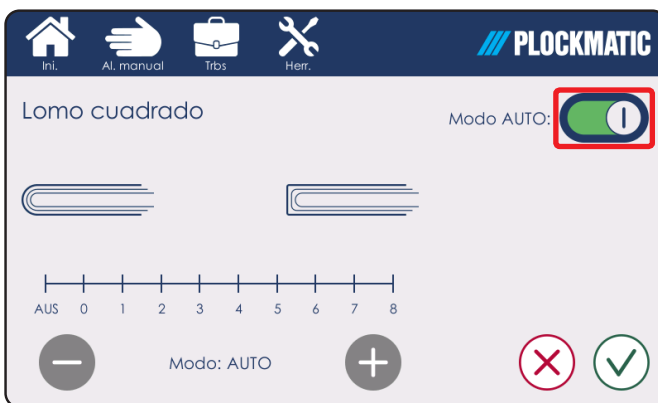 PLOCKMATIC
Ini. Al. manual Trbs Herr.
Lomo cuadrado
Modo AUTO:
AUS 0 1 2 3 4 5 6 7 8
Modo: AUTO